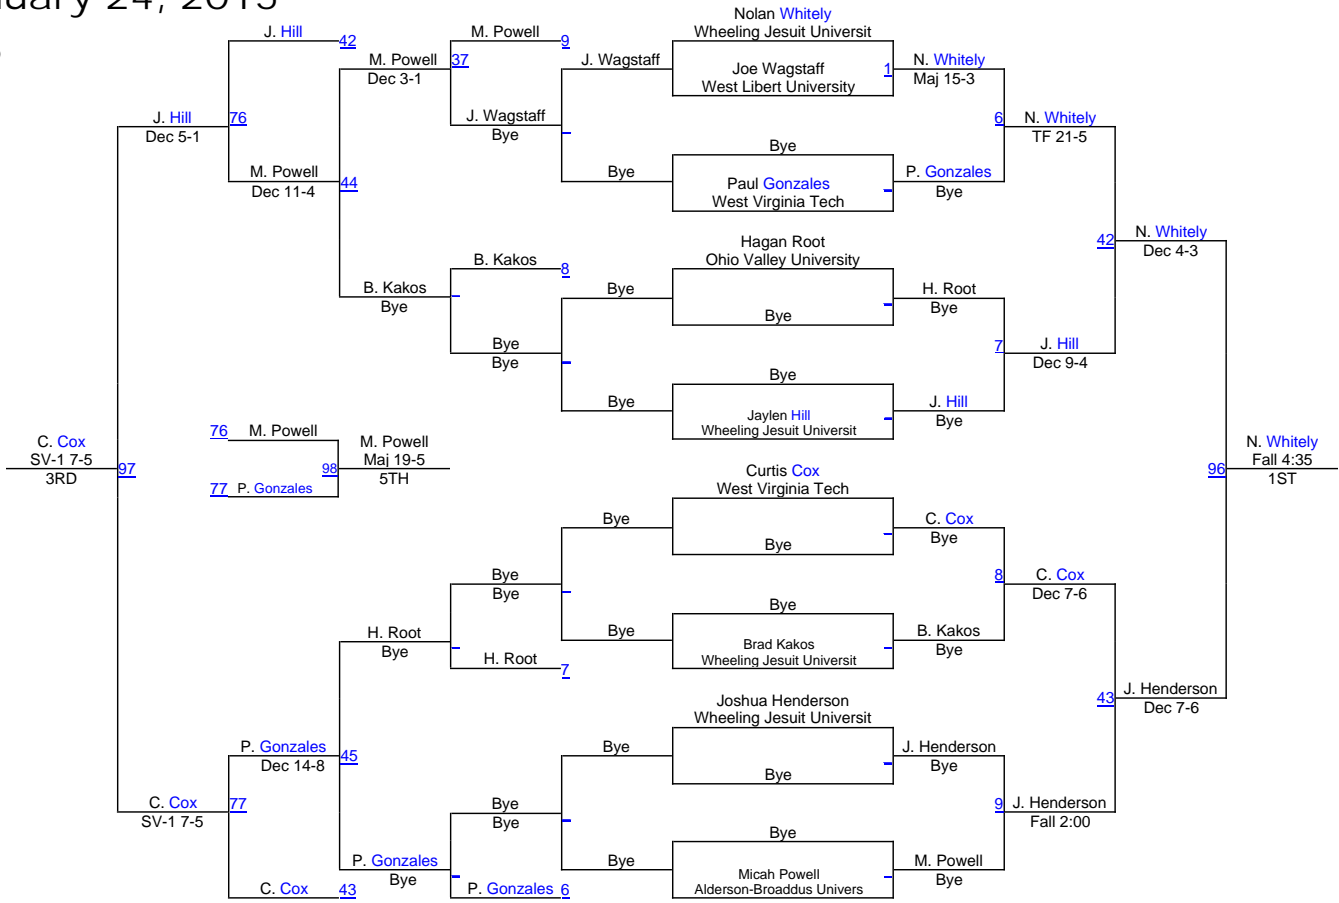 uary 24, 2015
Nolan Whitely
J. Hill
M. Powell
Wheeling Jesuit Universit
42
9
M. Powell
37
J. Wagstaff
Joe Wagstaff
1
N. Whitely
Dec 3-1
West Libert University
Maj 15-3
J. Hill
76
J. Wagstaff
6
N. Whitely
Dec 5-1
Bye
TF 21-5
Bye
M. Powell
44
Bye
Paul Gonzales
P. Gonzales
Dec 11-4
West Virginia Tech
Bye
42
N. Whitely
Hagan Root
Dec 4-3
B. Kakos
8
Ohio Valley University
B. Kakos
Bye
H. Root
Bye
Bye
Bye
Bye
7
J. Hill
Bye
Dec 9-4
Bye
Bye
Jaylen Hill
J. Hill
Wheeling Jesuit Universit
Bye
76
M. Powell
C. Cox
M. Powell
N. Whitely
SV-1 7-5
97
98
Maj 19-5
96
Fall 4:35
3RD
5TH
1ST
77
P. Gonzales
Curtis Cox
West Virginia Tech
Bye
C. Cox
Bye
Bye
Bye
8
C. Cox
Bye
Dec 7-6
Bye
H. Root
Bye
Brad Kakos
B. Kakos
Bye
Wheeling Jesuit Universit
Bye
H. Root
7
43
J. Henderson
Joshua Henderson
Dec 7-6
Wheeling Jesuit Universit
P. Gonzales
45
Bye
J. Henderson
Dec 14-8
Bye
Bye
C. Cox
77
Bye
9
J. Henderson
SV-1 7-5
Bye
Fall 2:00
Bye
P. Gonzales
Bye
Micah Powell
M. Powell
Bye
Alderson-Broaddus Univers
Bye
C. Cox
43
P. Gonzales
6